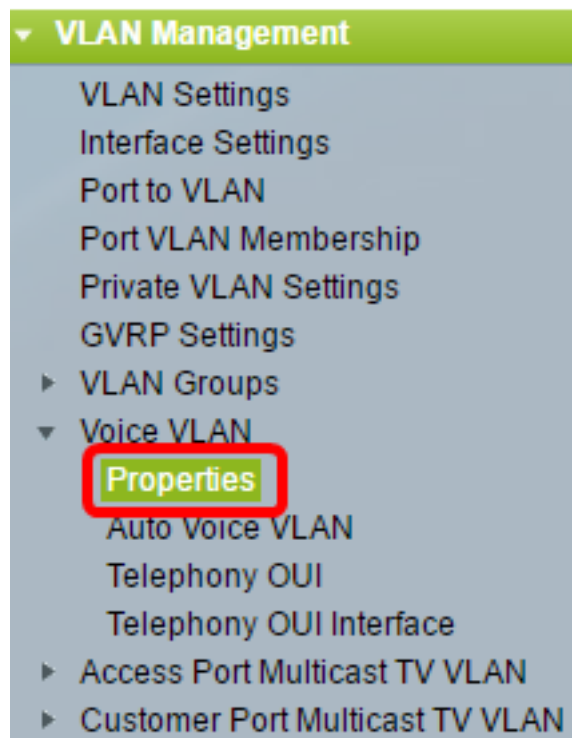 VLAN Management
VLAN Settings
Interface Settings
Port to VLAN
Port VLAN Membership
Private VLAN Settings
GVRP Settings
VLAN Groups
Voice VLAN
Properties
Auto Voice VLAN
Telephony OUI
Telephony OUI Interface
Access Port Multicast TV VLAN
Customer Port Multicast TV VLAN